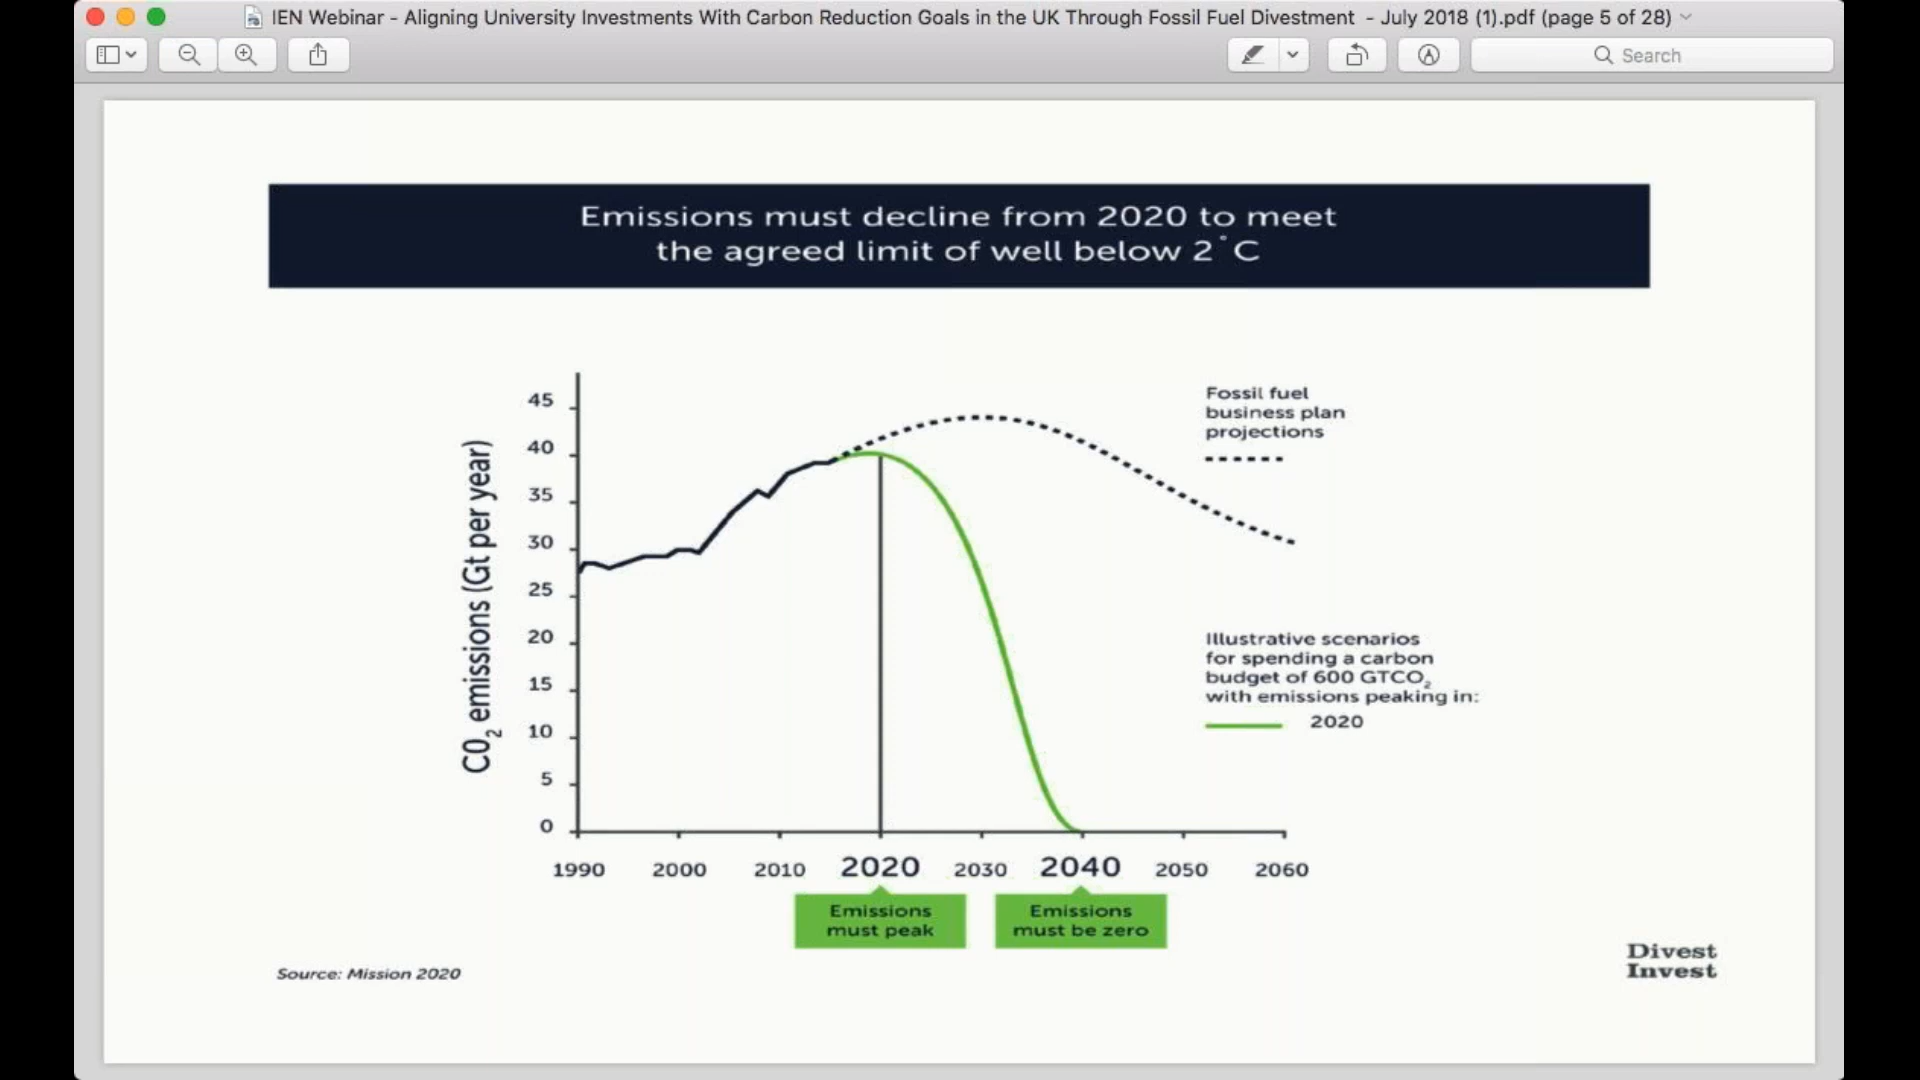 IEN Webinar - Aligning University Investments With Carbon Reduction Goals in the UK Through Fossil Fuel Divestment - July 2018 (1).pdf (page 5 of 28)
Search
Emissions must decline from 2020 to meet
the agreed limit of well below 2°C
CO2 emissions (Gt per year)
45
40
35
30
25
20
15
10
5
0
1990 2000 2010 2020 2030 2040 2050 2060
Fossil fuel
business plan
projections
Illustrative scenarios
for spending a carbon
budget of 600 GTCO2
with emissions peaking in:
2020
Emissions
must peak
Emissions
must be zero
Source: Mission 2020
Divest
Invest